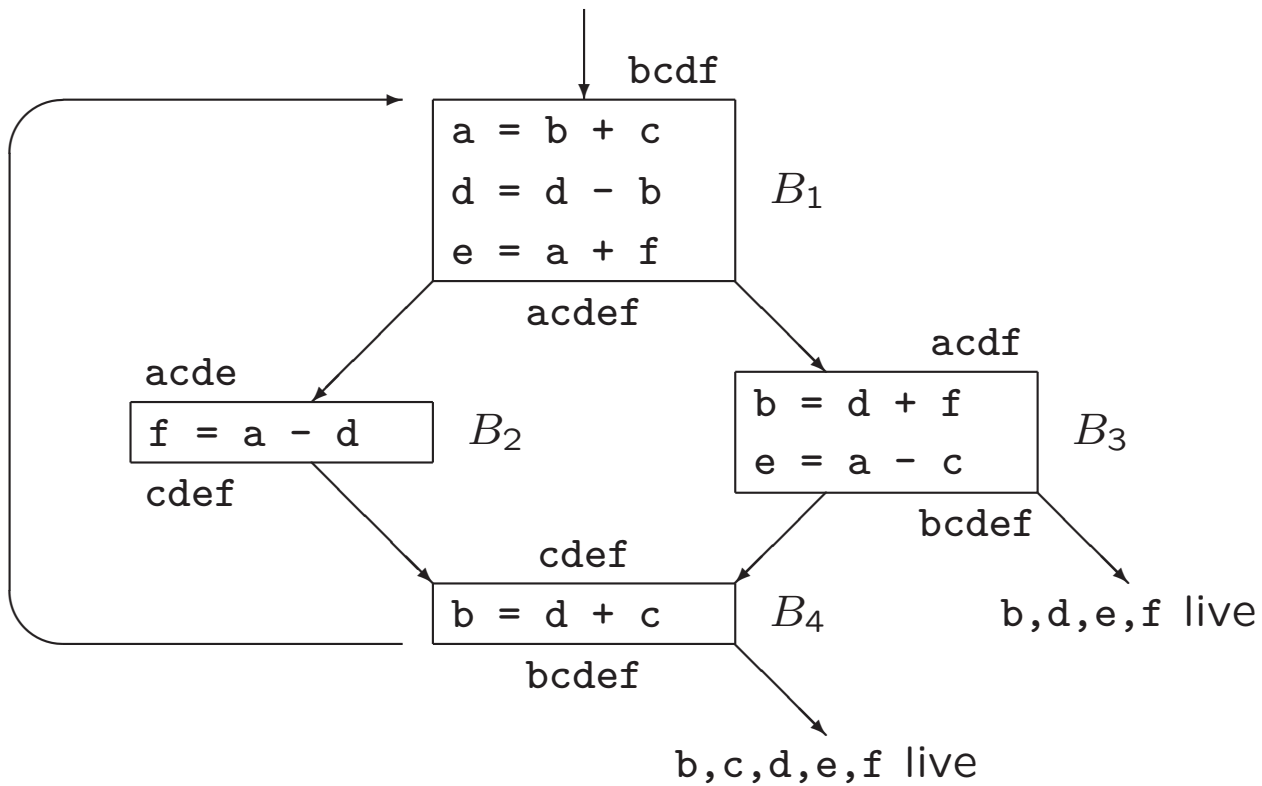 bcdf
a = b + c
d = d - b
e = a + f
B1
acdef
acde
f = a - d
B2
cdef
acdf
b = d + f
e = a - c
B3
bcdef
cdef
b = d + c
B4
bcdef
b,d,e,f live
b,c,d,e,f live